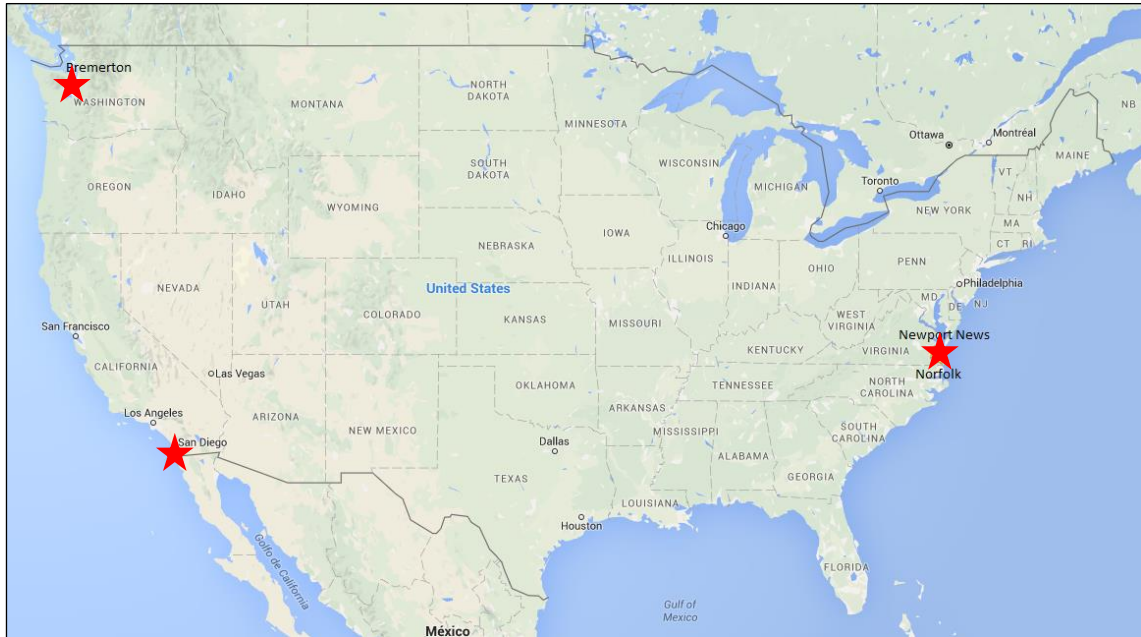 Bremerton
WASHINGTON
MONTANA
NORTH
DAKOTA
MINNESOTA
Ottawa
Montréal
NB
MAINE
OREGON
IDAHO
SOUTH
DAKOTA
WISCONSIN
MICHIGAN
Toronto
VT
NH
WYOMING
NEW YORK
MA
CT
RI
IOWA
Chicago
NEBRASKA
ILLINOIS
INDIANA
OHIO
PENN
Philadelphia
NEVADA
UTAH
United States
COLORADO
KANSAS
MISSOURI
WEST
VIRGINIA
MD
DE
NJ
San Francisco
CALIFORNIA
Las Vegas
KENTUCKY
VIRGINIA
Newport News
Norfolk
Los Angeles
ARIZONA
NEW MEXICO
OKLAHOMA
ARKANSAS
TENNESSEE
NORTH
CAROLINA
San Diego
Dallas
MISSISSIPPI
ALABAMA
SOUTH
CAROLINA
TEXAS
GEORGIA
LOUISIANA
Houston
FLORIDA
Golfo de California
Gulf of
Mexico
México